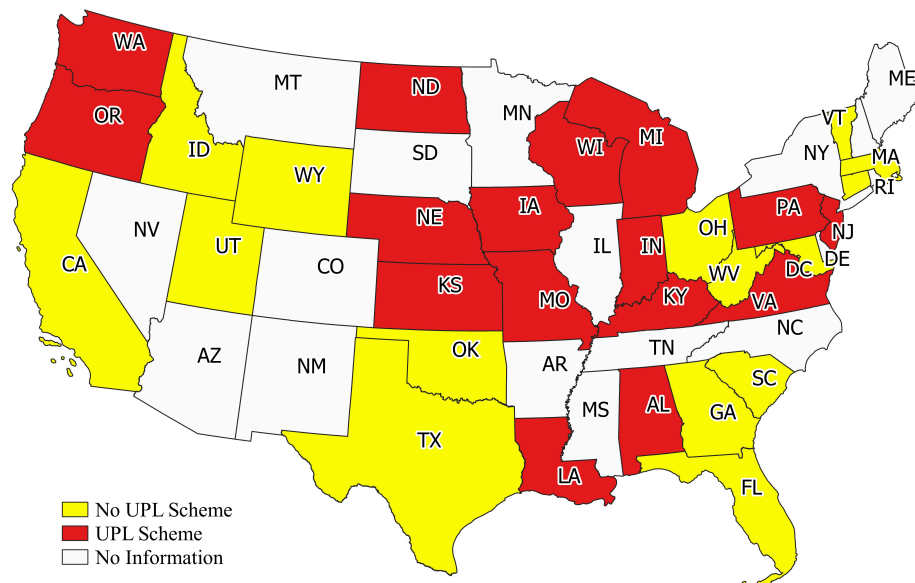 WA
ME
MT
ND
VT
MN
OR
MI
WI
NY
ID
SD
MA
WY
RI
IA
PA
NE
NV
OH
NJ
UT
IL
IN
DE
CA
CO
WV
DC
KS
MO
KY
VA
NC
OK
TN
AZ
AR
NM
SC
MS
AL
GA
TX
LA
FL
No UPL Scheme
UPL Scheme
No Information